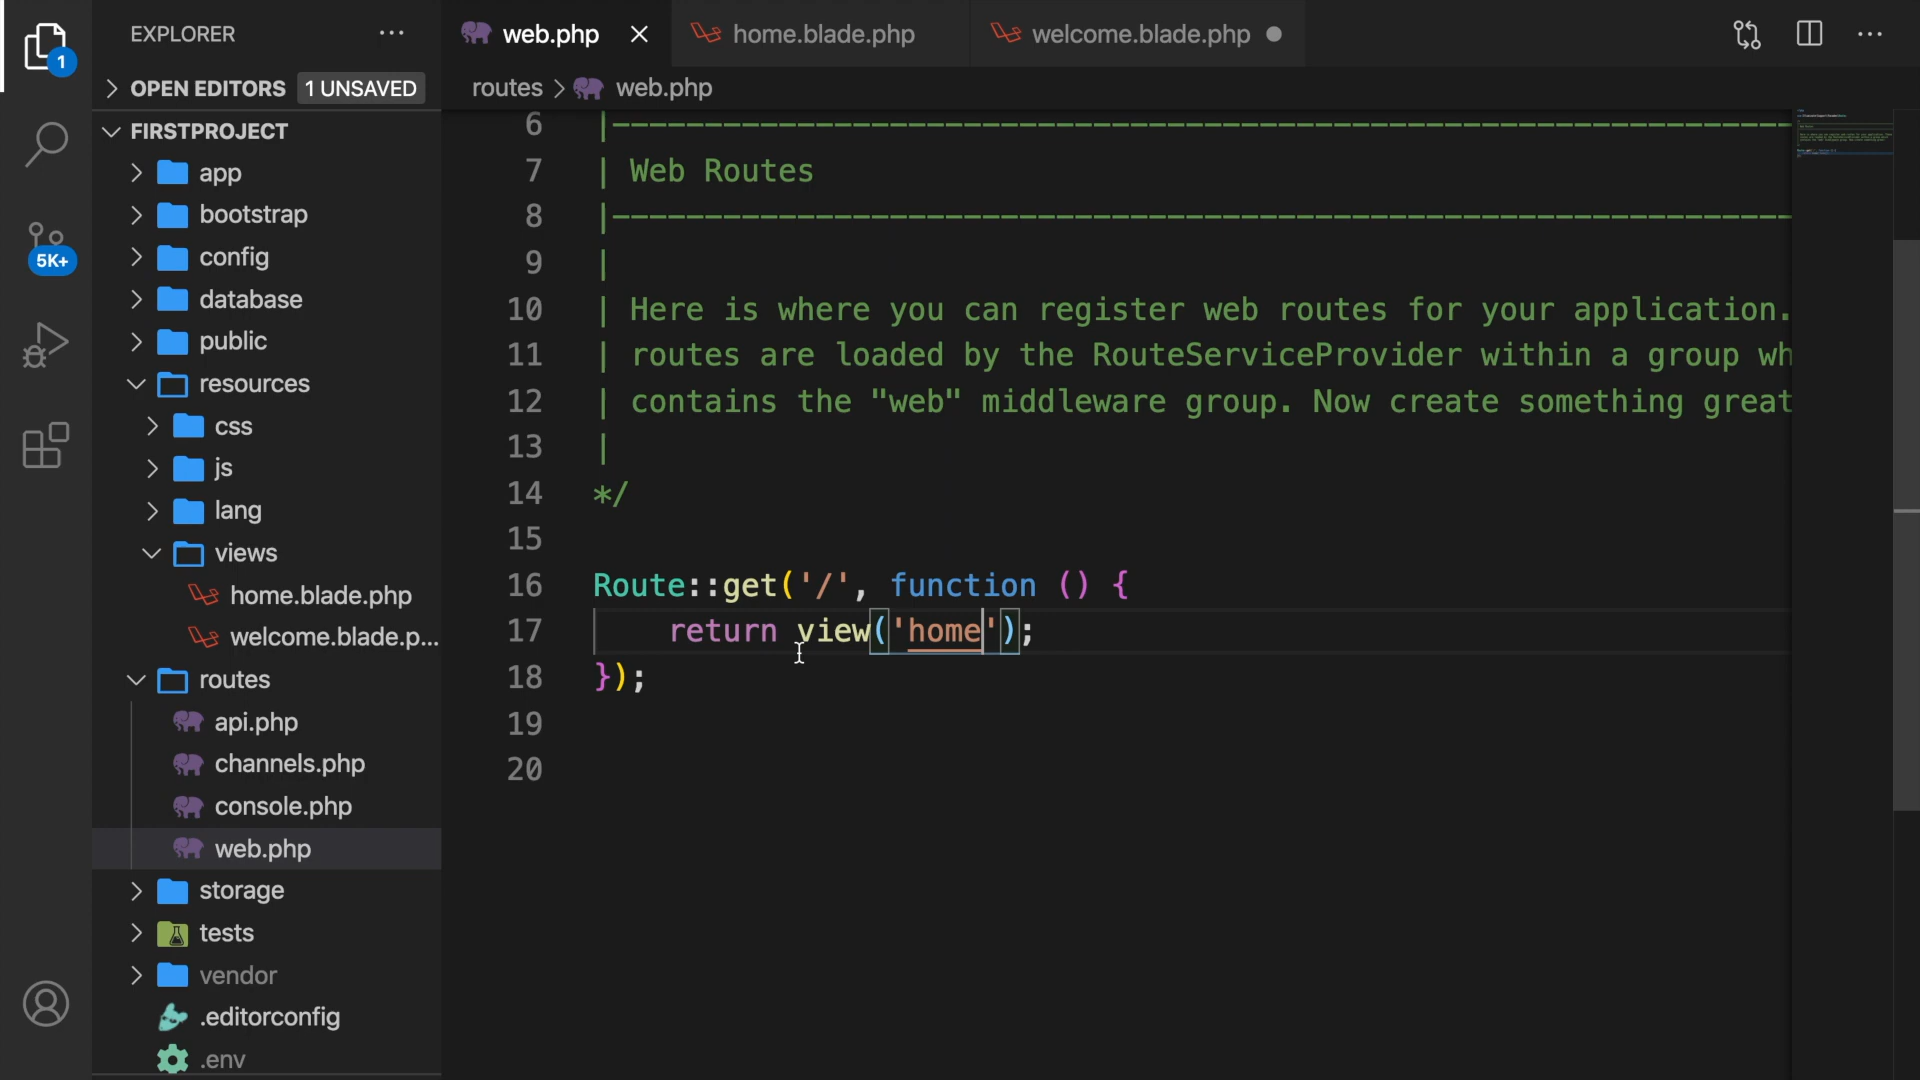 EXPLORER
web.php
home.blade.php
welcome.blade.php
1
OPEN EDITORS
1 UNSAVED
routes
web.php
FIRSTPROJECT
app
bootstrap
config
database
public
resources
css
js
lang
views
home.blade.php
welcome.blade.p...
routes
api.php
channels.php
console.php
web.php
storage
tests
vendor
.editorconfig
.env
5K+
6 |----------------------------------------------------------------
7 | Web Routes
8 |----------------------------------------------------------------
9 |
10 | Here is where you can register web routes for your application.
11 | routes are loaded by the RouteServiceProvider within a group wh
12 | contains the "web" middleware group. Now create something great
13 |
14 */
15
16 Route::get('/', function () {
17 return view('home');
18 });
19
20